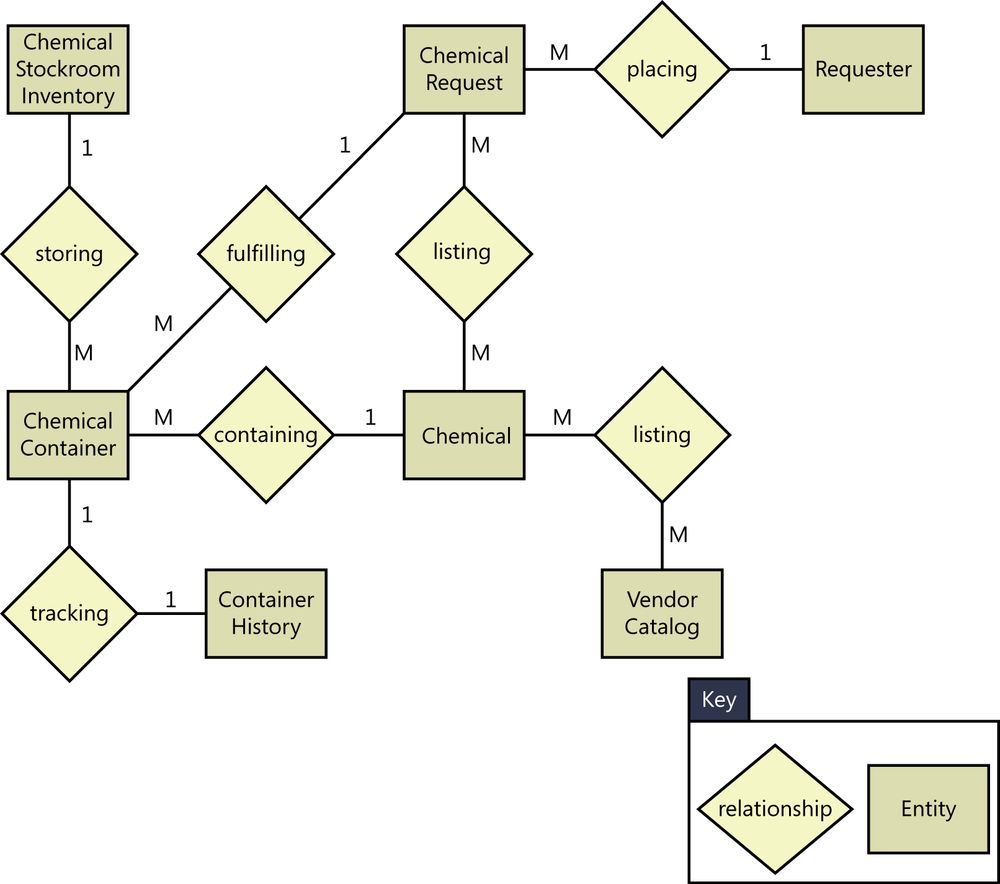 Chemical
Stockroom
Inventory
Chemical
Request
M
placing
1
Requester
1
1
M
storing
fulfilling
listing
M
M
M
Chemical
Container
M
containing
1
Chemical
M
listing
1
M
tracking
1
Container
History
Vendor
Catalog
Key
relationship
Entity